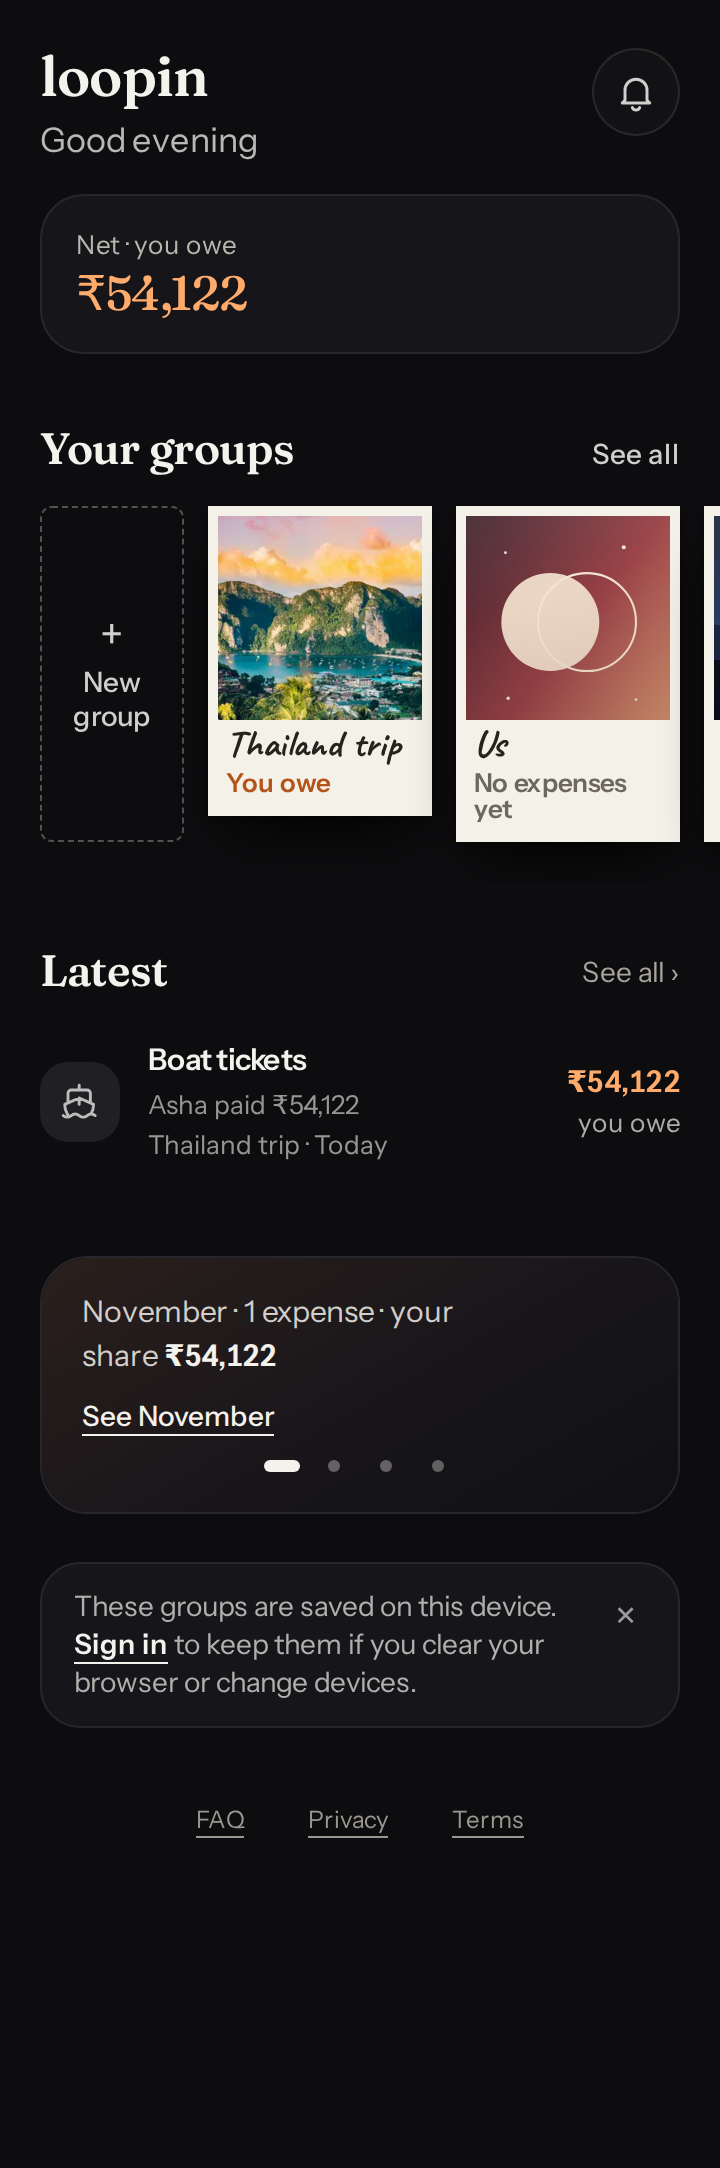 loopin
Good evening
Net · you owe
₹54,122
Your groups
See all
+
New
group
Thailand trip
You owe
Us
No expenses
yet
Latest
See all ›
Boat tickets
Asha paid ₹54,122
Thailand trip · Today
₹54,122
you owe
November · 1 expense · your
share ₹54,122
See November
These groups are saved on this device.
Sign in to keep them if you clear your
browser or change devices.
×
FAQ
Privacy
Terms